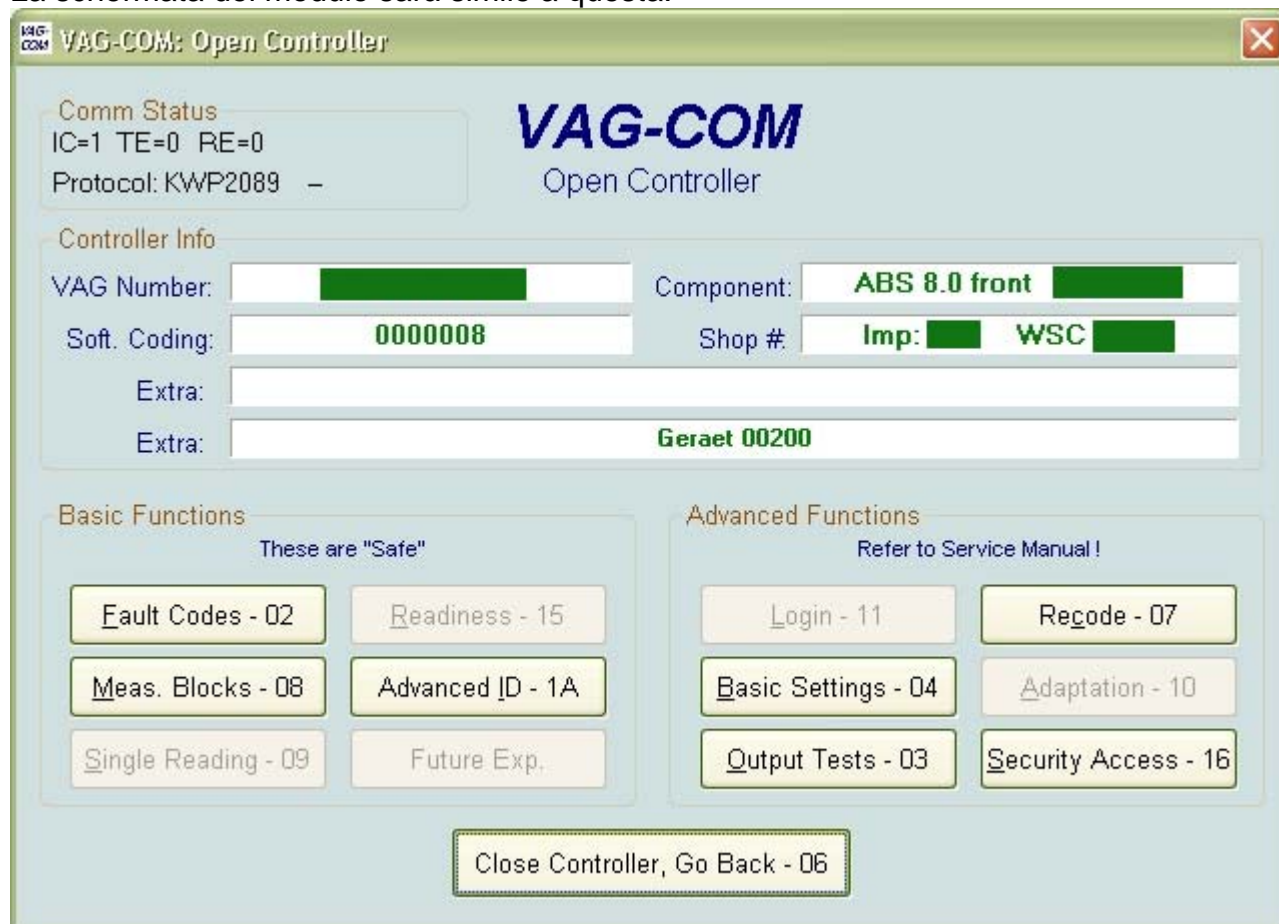 La schermata del modulo sarà simile a questa:
VAG-COM: Open Controller
Comm Status
IC=1 TE=0 RE=0
Protocol: KWP2089 –
VAG-COM
Open Controller
Controller Info
VAG Number:
Component: ABS 8.0 front
Soft. Coding: 0000008
Shop #: Imp: WSC
Extra:
Extra: Geraet 00200
Basic Functions
These are "Safe"
Fault Codes - 02
Readiness - 15
Meas. Blocks - 08
Advanced ID - 1A
Single Reading - 09
Future Exp.
Advanced Functions
Refer to Service Manual !
Login - 11
Recode - 07
Basic Settings - 04
Adaptation - 10
Output Tests - 03
Security Access - 16
Close Controller, Go Back - 06